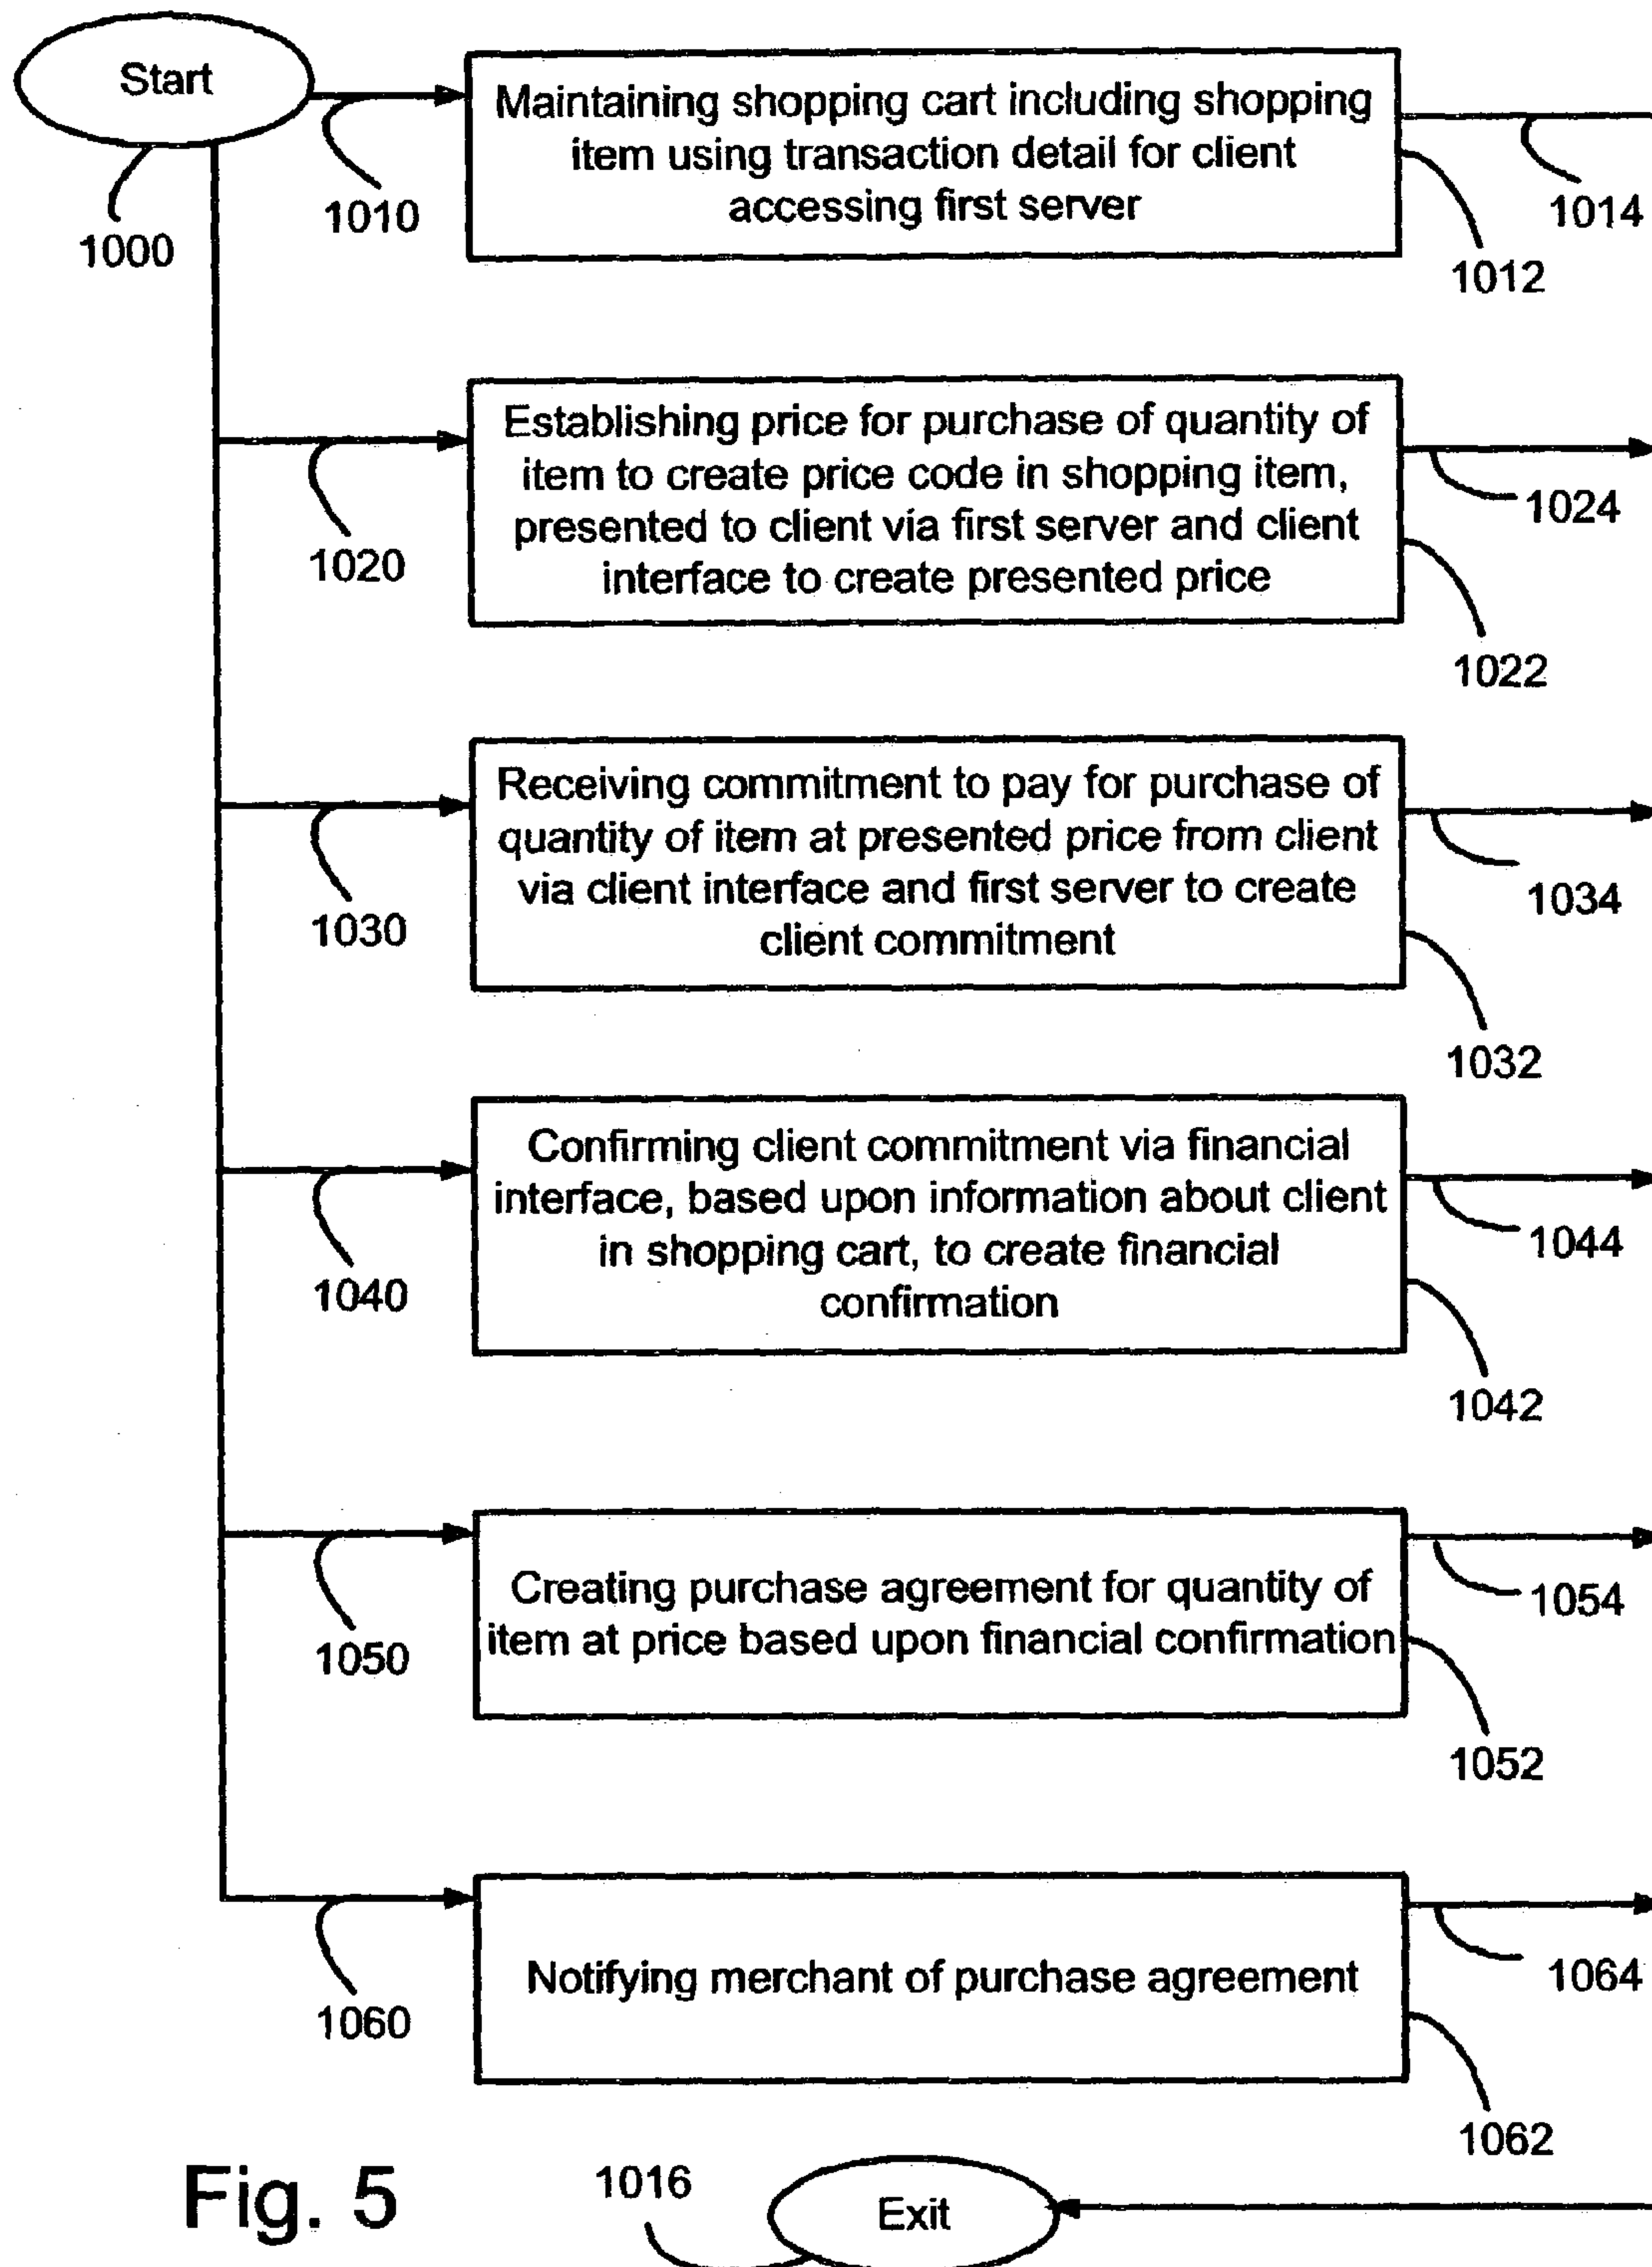 Start
1000
1010
Maintaining shopping cart including shopping
item using transaction detail for client
accessing first server
1014
1012
1020
Establishing price for purchase of quantity of
item to create price code in shopping item,
presented to client via first server and client
interface to create presented price
1024
1022
1030
Receiving commitment to pay for purchase of
quantity of item at presented price from client
via client interface and first server to create
client commitment
1034
1032
1040
Confirming client commitment via financial
interface, based upon information about client
in shopping cart, to create financial
confirmation
1044
1042
1050
Creating purchase agreement for quantity of
item at price based upon financial confirmation
1054
1052
1060
Notifying merchant of purchase agreement
1064
1062
Fig. 5
1016
Exit